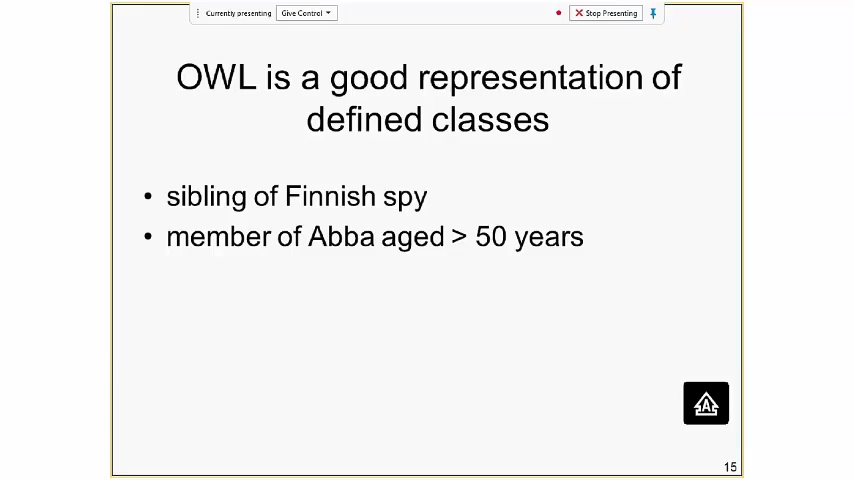 Currently presenting Give Control Stop Presenting
OWL is a good representation of
defined classes
• sibling of Finnish spy
• member of Abba aged > 50 years
A
15